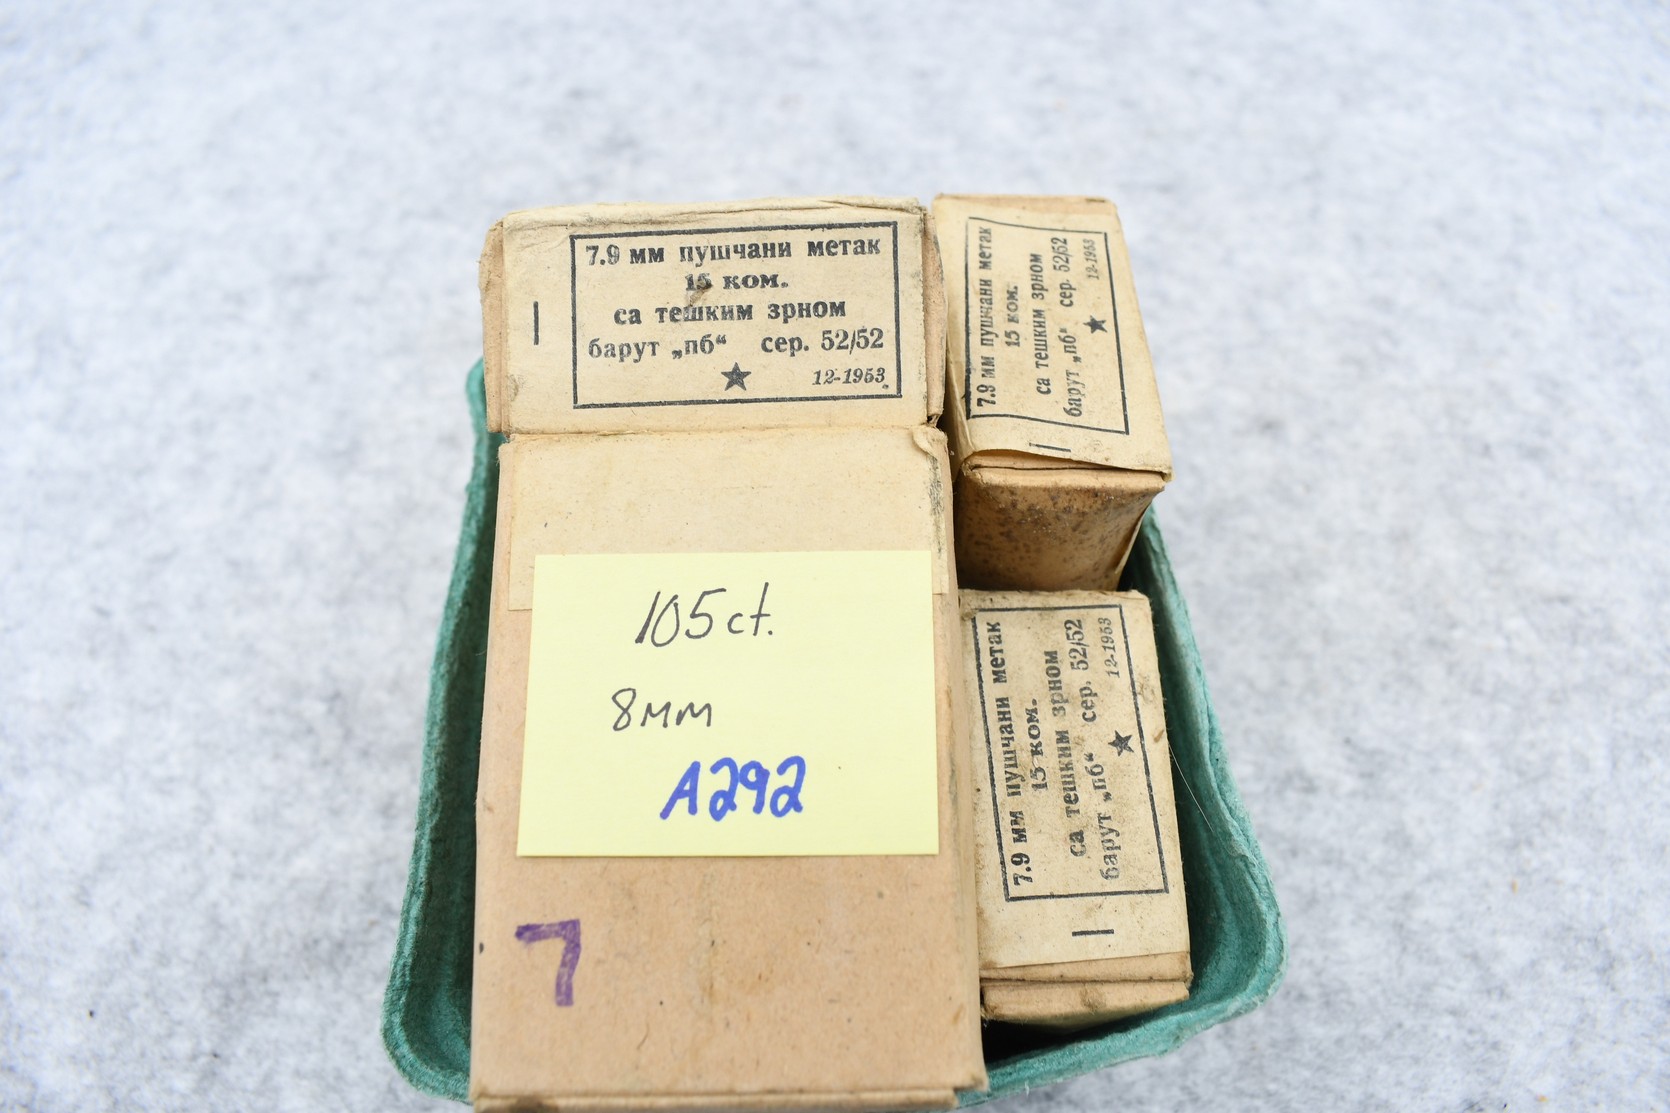 7.9 мм пушчани метак
15 ком.
са тешким зрном
барут „пб“ сер. 52/52
★ 12-1953
7.9 мм пушчани метак
15 ком.
са тешким зрном
барут „пб“ сер. 52/52
★ 12-1953
105ct.
8мм
A292
7
7.9 мм пушчани метак
15 ком.
са тешким зрном
барут „пб“ сер. 52/52
★ 12-1953